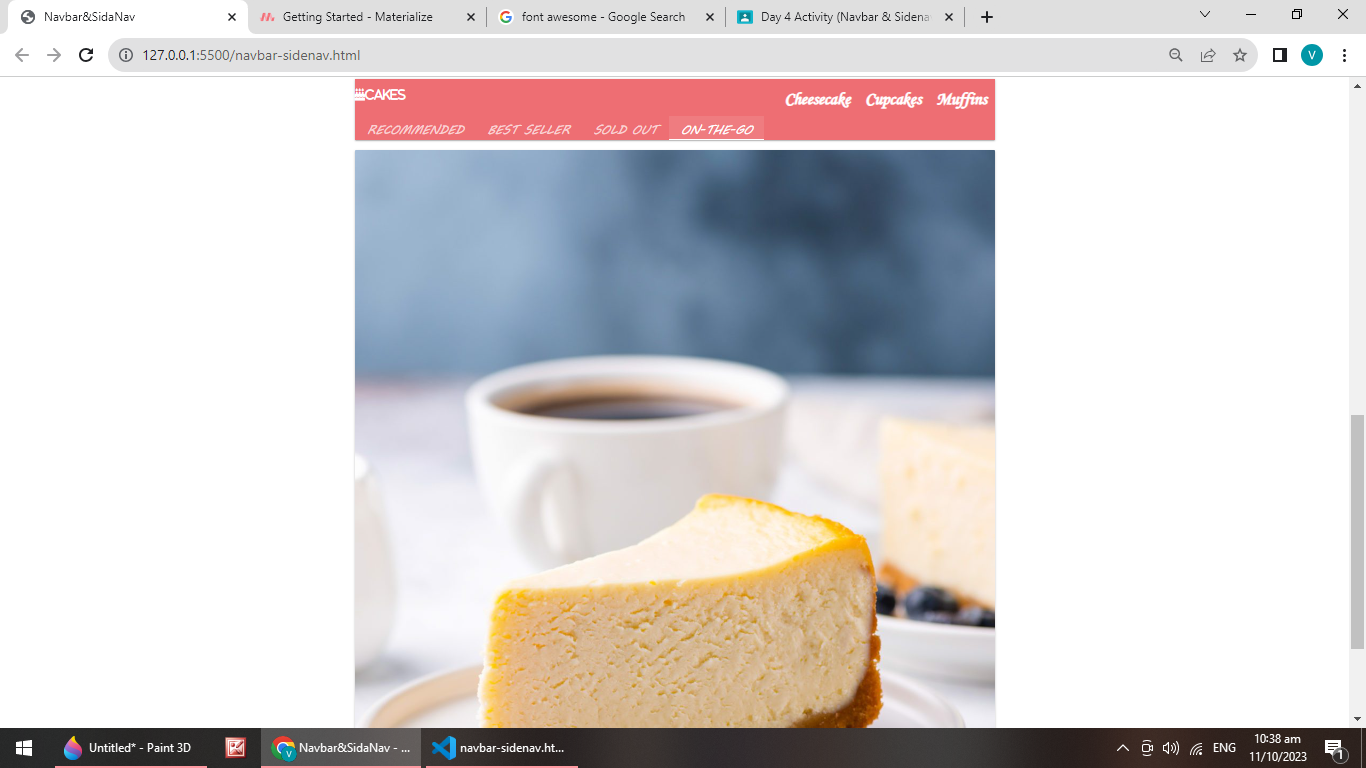 Navbar&SidaNav
Getting Started - Materialize
font awesome - Google Search
Day 4 Activity (Navbar & Sidena
127.0.0.1:5500/navbar-sidenav.html
V
CAKES
Cheesecake Cupcakes Muffins
RECOMMENDED BEST SELLER SOLD OUT ON-THE-GO
Untitled* - Paint 3D
V
Navbar&SidaNav - ...
navbar-sidenav.ht...
ENG
10:38 am
11/10/2023
1